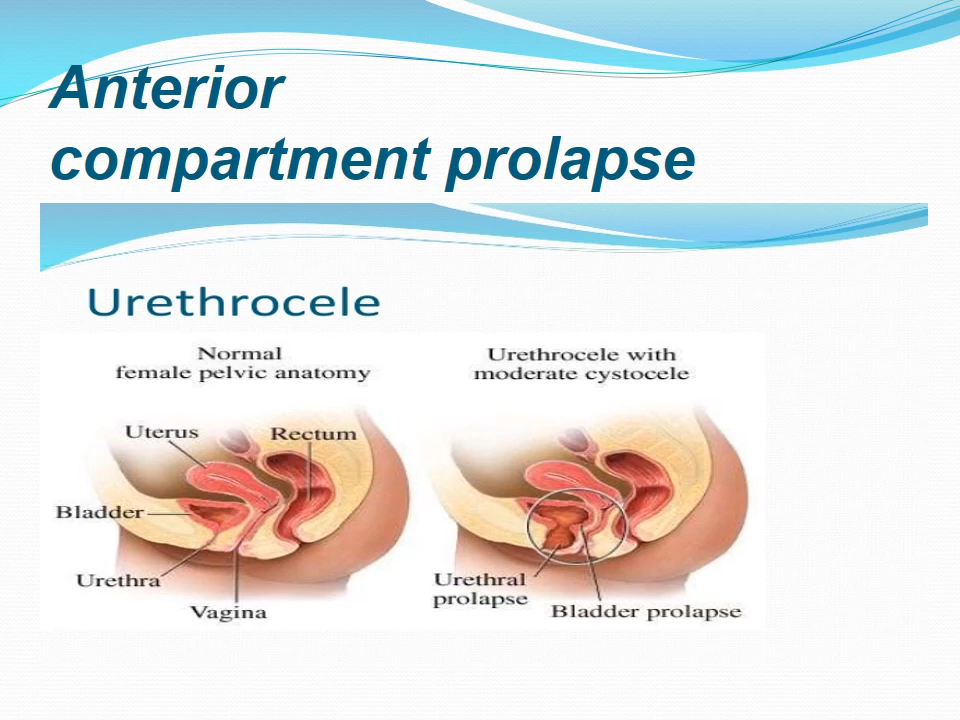 Anterior
compartment prolapse
Urethrocele
Normal
female pelvic anatomy
Uterus
Rectum
Bladder
Urethra
Vagina
Urethrocele with
moderate cystocele
Urethral
prolapse
Bladder prolapse